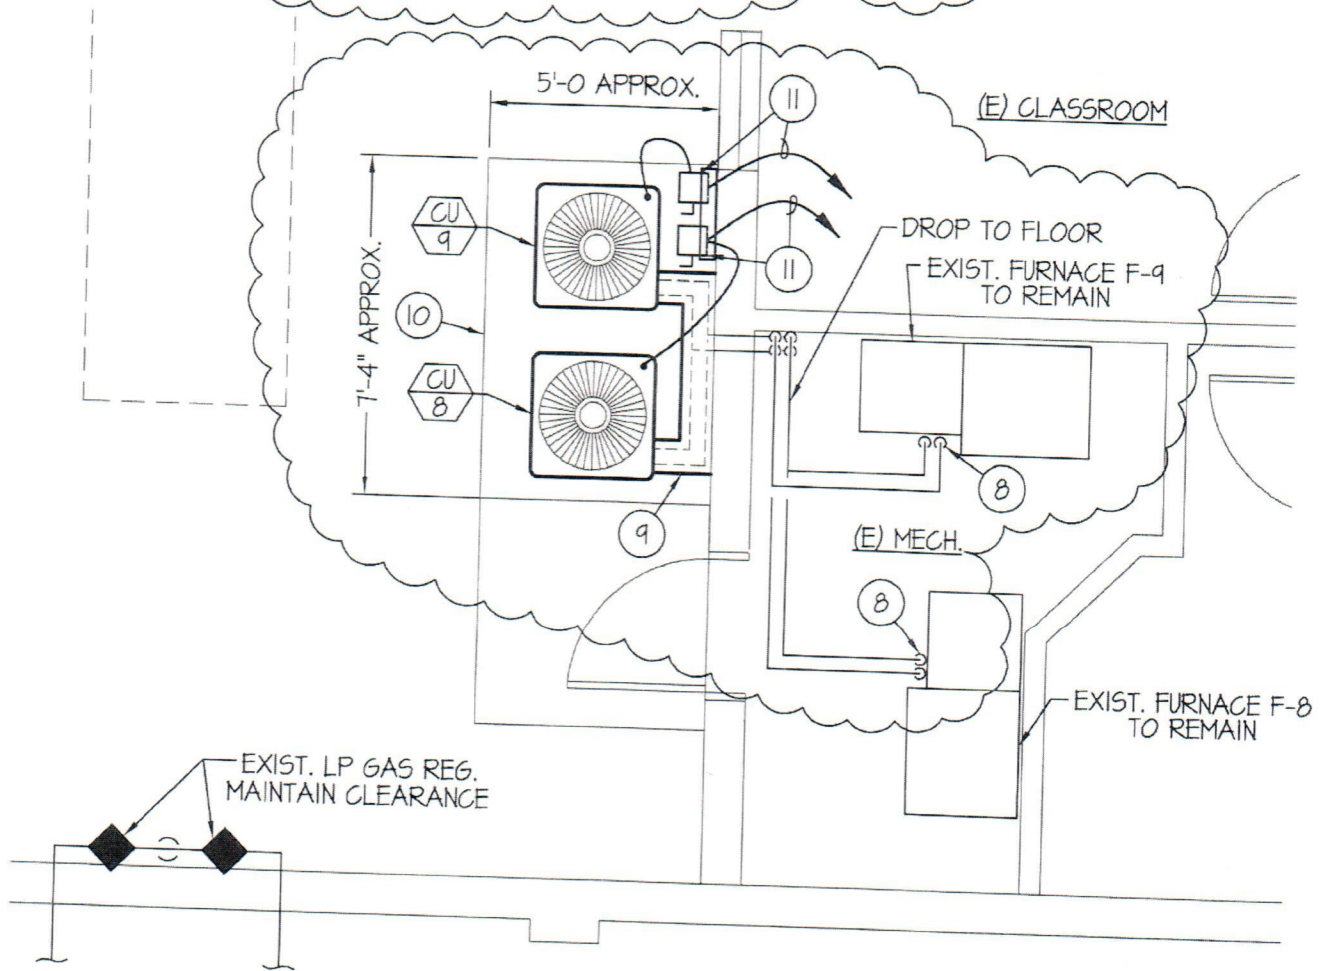 5'-0 APPROX.
11
(E) CLASSROOM
CU
9
DROP TO FLOOR
EXIST. FURNACE F-9
TO REMAIN
11
10
7'-4" APPROX.
CU
8
8
9
(E) MECH.
8
EXIST. FURNACE F-8
TO REMAIN
EXIST. LP GAS REG.
MAINTAIN CLEARANCE